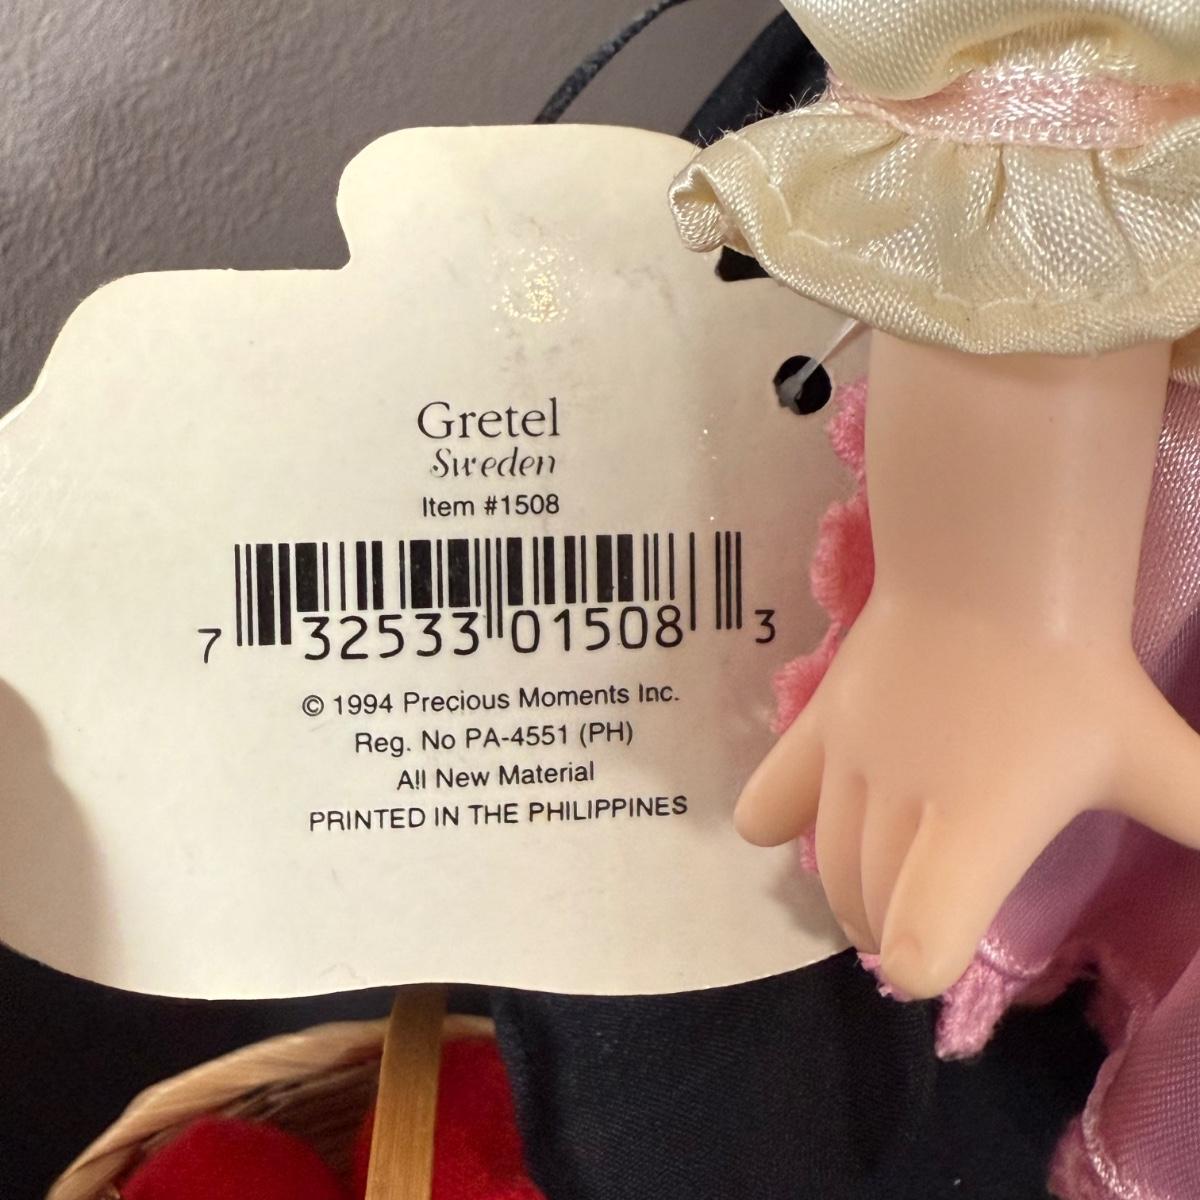 Gretel
Sweden
Item #1508
7 32533 01508 3
© 1994 Precious Moments Inc.
Reg. No PA-4551 (PH)
All New Material
PRINTED IN THE PHILIPPINES